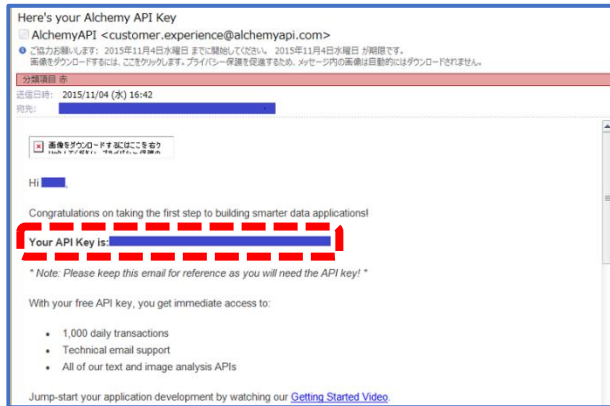 Here's your Alchemy API Key
AlchemyAPI <customer.experience@alchemyapi.com>
ご協力お願いします: 2015年11月4日水曜日 までに開始してください。 2015年11月4日水曜日 が期限です。
画像をダウンロードするには、ここをクリックします。プライバシー保護を促進するため、メッセージ内の画像は自動的にはダウンロードされません。
分類項目 赤
送信日時: 2015/11/04 (水) 16:42
宛先:
画像をダウンロードするにはここを右ク
Hi ,
Congratulations on taking the first step to building smarter data applications!
Your API Key is:
* Note: Please keep this email for reference as you will need the API key! *
With your free API key, you get immediate access to:
• 1,000 daily transactions
• Technical email support
• All of our text and image analysis APIs
Jump-start your application development by watching our Getting Started Video.